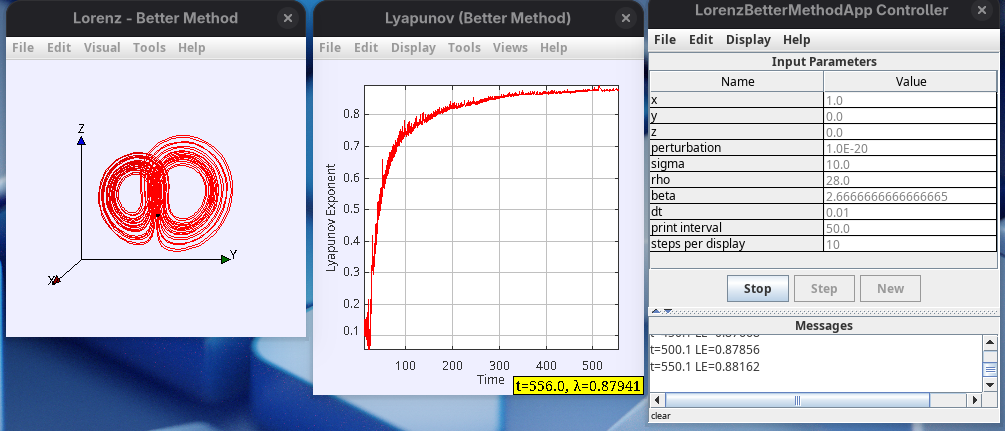 Lorenz - Better Method
File Edit Visual Tools Help
Z
Y
X
Lyapunov (Better Method)
File Edit Display Tools Views Help
0.8
0.7
0.6
0.5
0.4
0.3
0.2
0.1
Lyapunov Exponent
100 200 300 400 500
Time
t=556.0, λ=0.87941
LorenzBetterMethodApp Controller
File Edit Display Help
Input Parameters
Name Value
x 1.0
y 0.0
z 0.0
perturbation 1.0E-20
sigma 10.0
rho 28.0
beta 2.6666666666666665
dt 0.01
print interval 50.0
steps per display 10
Stop Step New
Messages
t=500.1 LE=0.87856
t=550.1 LE=0.88162
clear